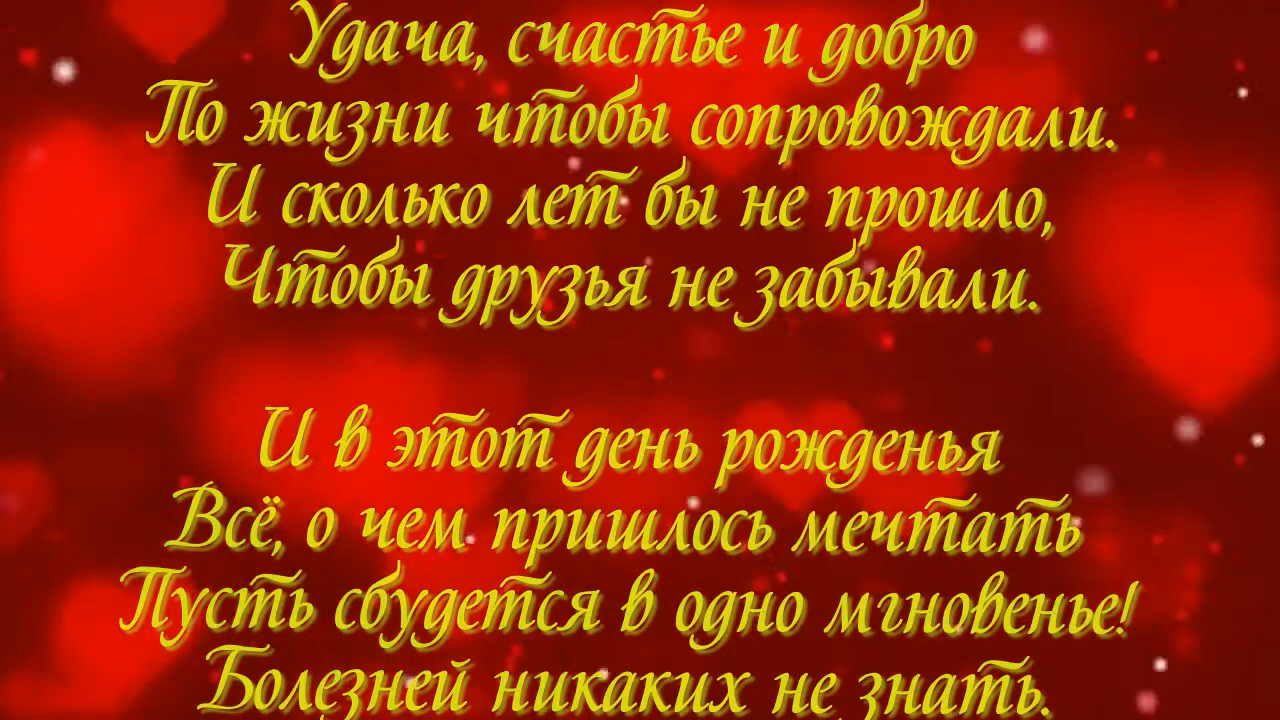 Удача, счастье и добро
По жизни чтобы сопровождали.
И сколько лет бы не прошло,
Чтобы друзья не забывали.
И в этот день рожденья
Всё, о чем пришлось мечтать
Пусть сбудется в одно мгновенье!
Болезней никаких не знать.